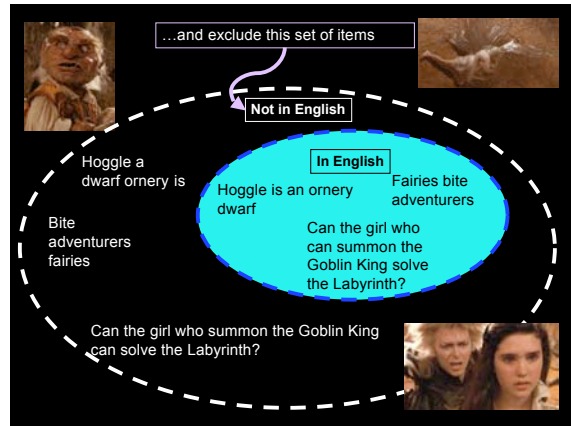 …and exclude this set of items
Not in English
In English
Hoggle a
dwarf ornery is
Hoggle is an ornery
dwarf
Fairies bite
adventurers
Bite
adventurers
fairies
Can the girl who
can summon the
Goblin King solve
the Labyrinth?
Can the girl who summon the Goblin King
can solve the Labyrinth?